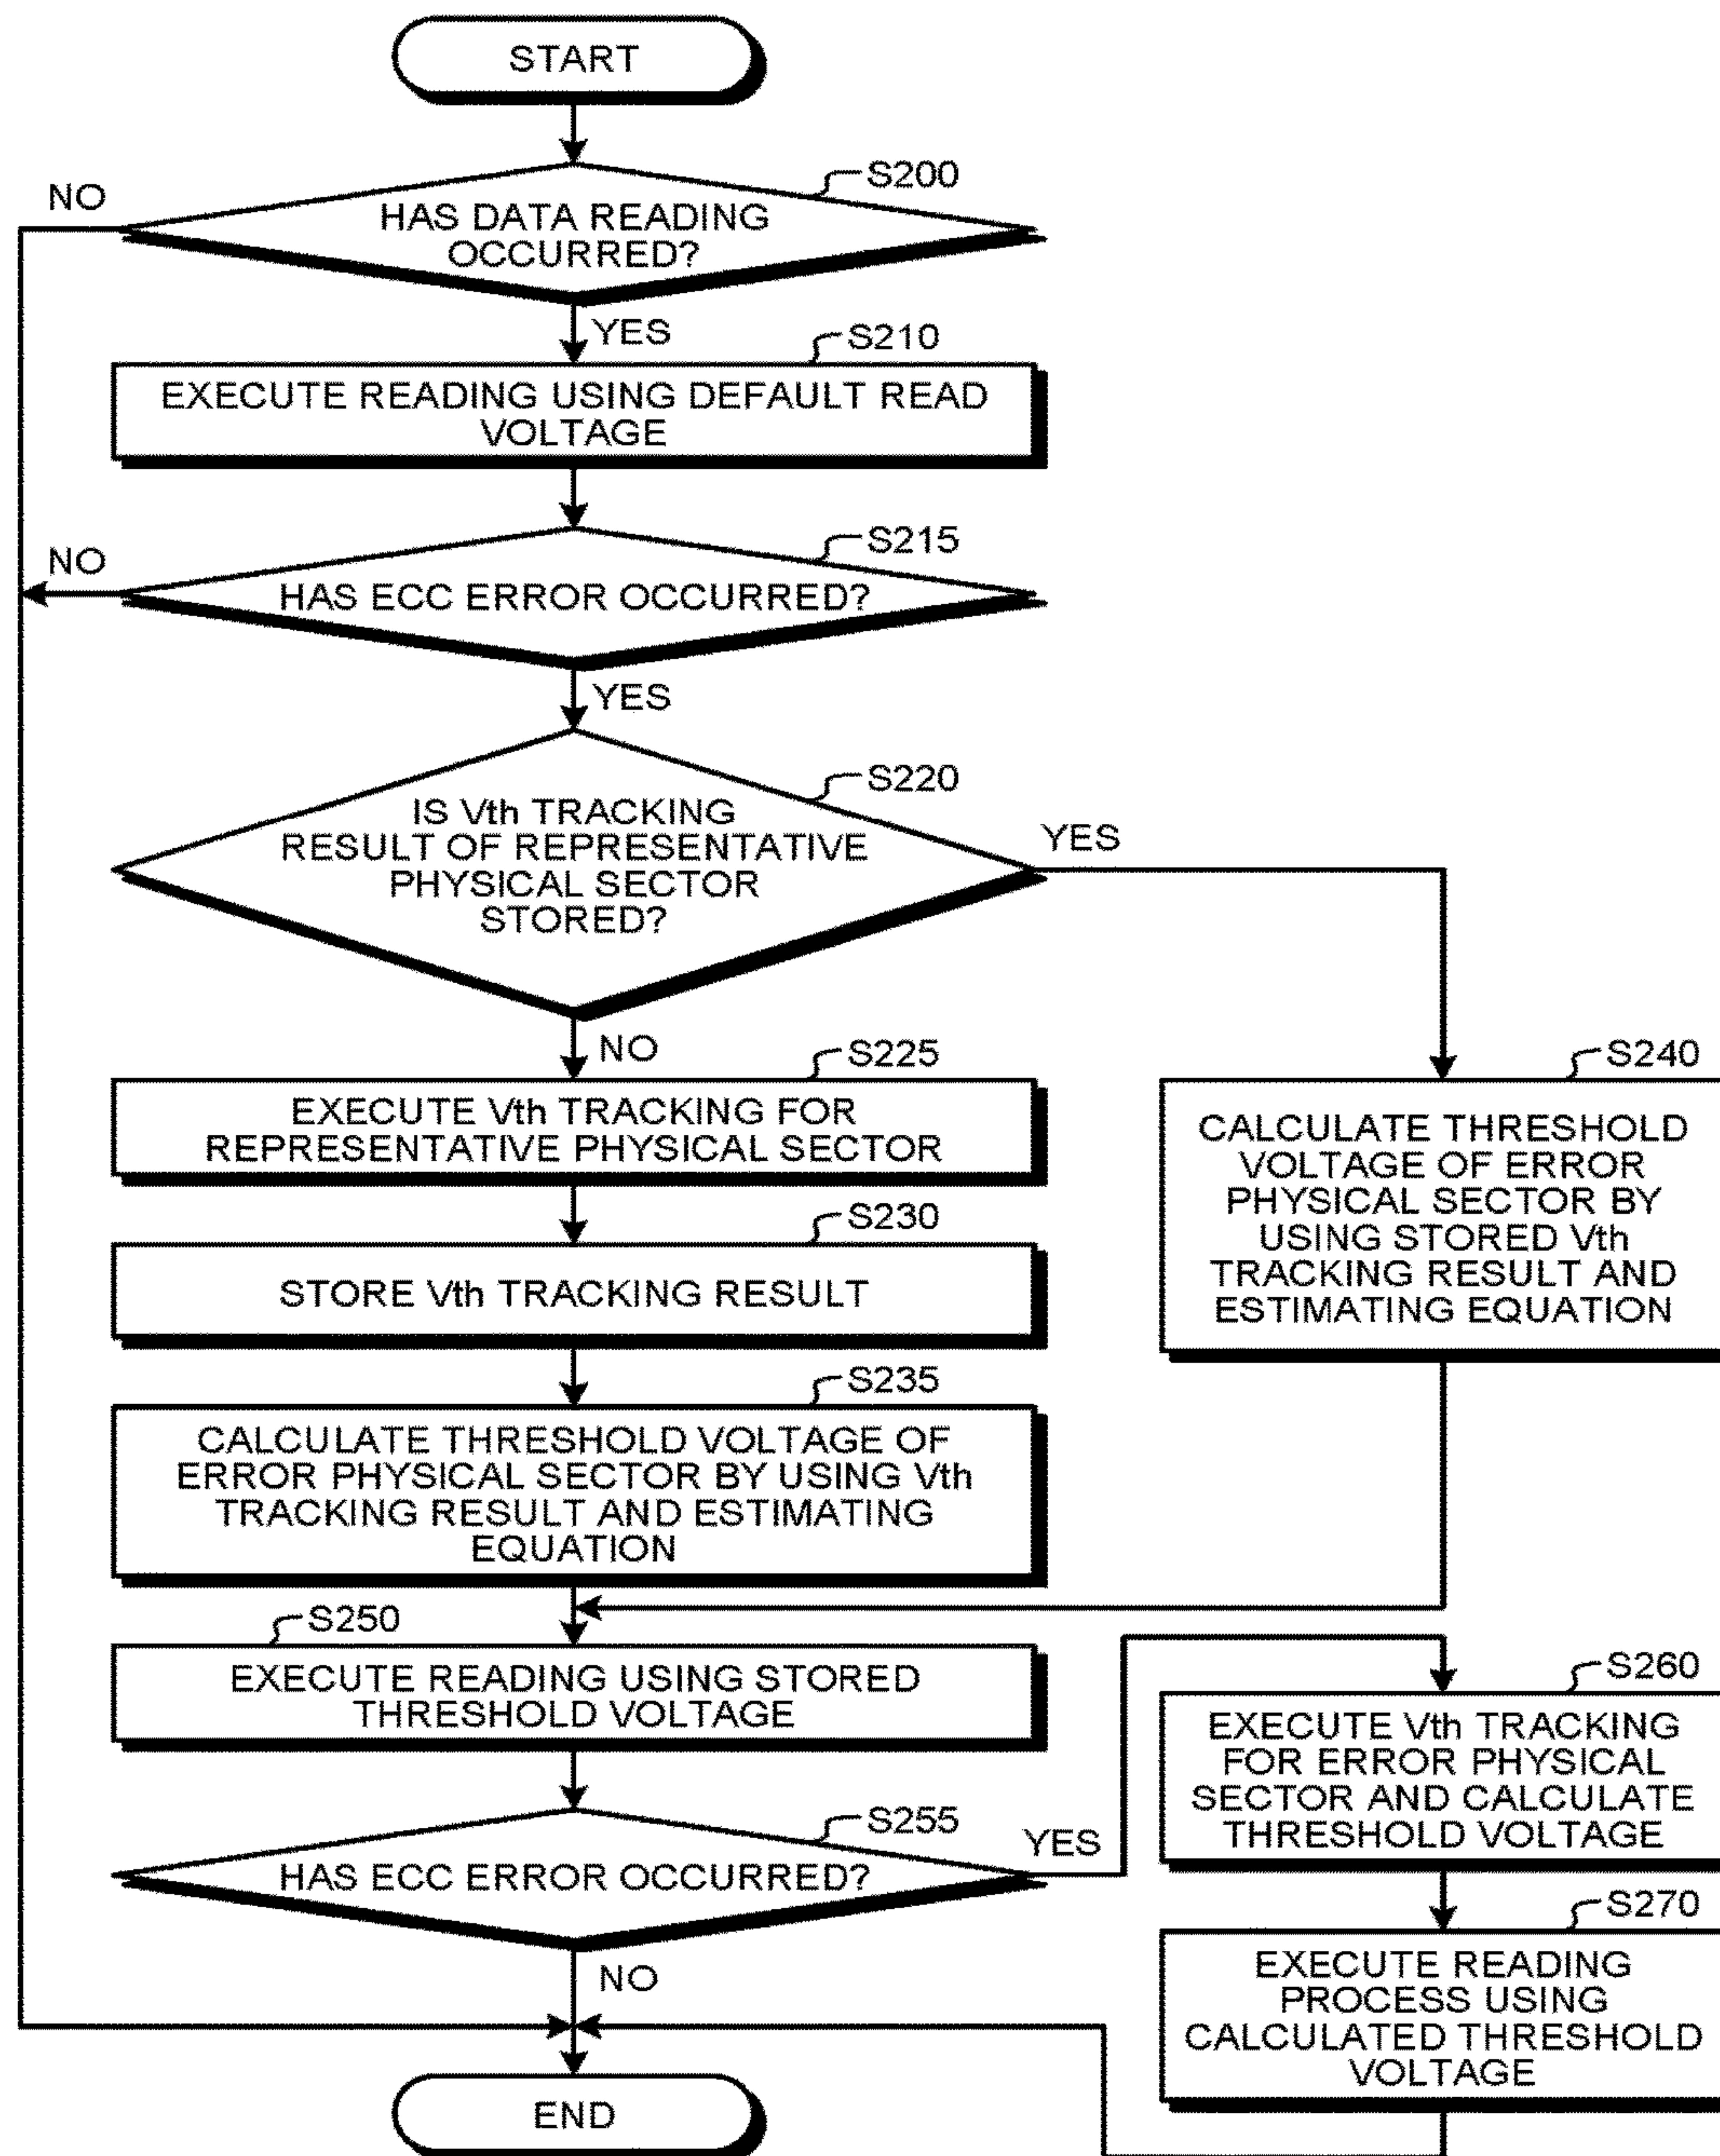 START
S200
NO
HAS DATA READING
OCCURRED?
YES
S210
EXECUTE READING USING DEFAULT READ
VOLTAGE
S215
NO
HAS ECC ERROR OCCURRED?
YES
S220
IS Vth TRACKING
RESULT OF REPRESENTATIVE
PHYSICAL SECTOR
STORED?
YES
NO
S225
EXECUTE Vth TRACKING FOR
REPRESENTATIVE PHYSICAL SECTOR
S240
CALCULATE THRESHOLD
VOLTAGE OF ERROR
PHYSICAL SECTOR BY
USING STORED Vth
TRACKING RESULT AND
ESTIMATING EQUATION
S230
STORE Vth TRACKING RESULT
S235
CALCULATE THRESHOLD VOLTAGE OF
ERROR PHYSICAL SECTOR BY USING Vth
TRACKING RESULT AND ESTIMATING
EQUATION
S250
EXECUTE READING USING STORED
THRESHOLD VOLTAGE
S255
HAS ECC ERROR OCCURRED?
YES
NO
S260
EXECUTE Vth TRACKING
FOR ERROR PHYSICAL
SECTOR AND CALCULATE
THRESHOLD VOLTAGE
S270
EXECUTE READING
PROCESS USING
CALCULATED THRESHOLD
VOLTAGE
END